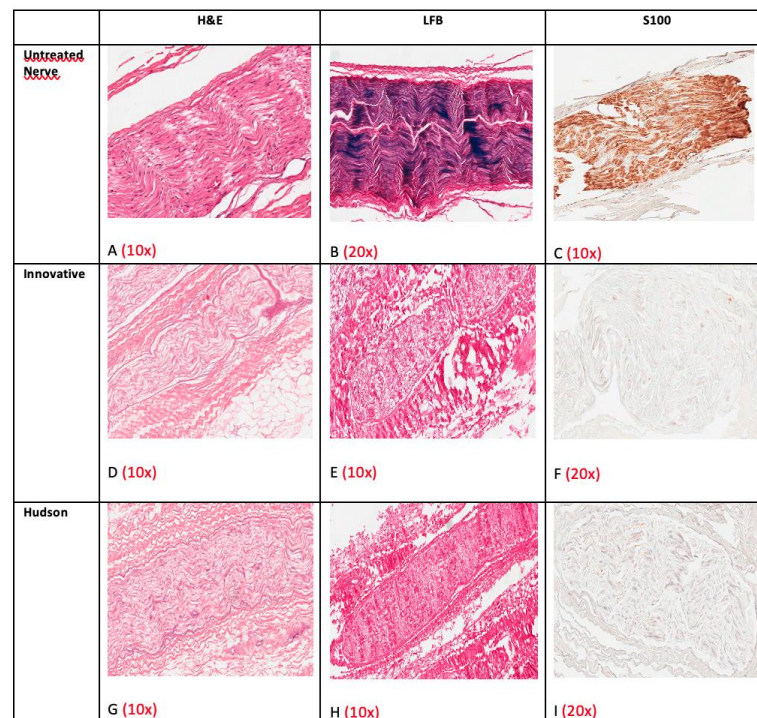 H&E LFB S100
Untreated
Nerve
A (10x) B (20x) C (10x)
Innovative
D (10x) E (10x) F (20x)
Hudson
G (10x) H (10x) I (20x)